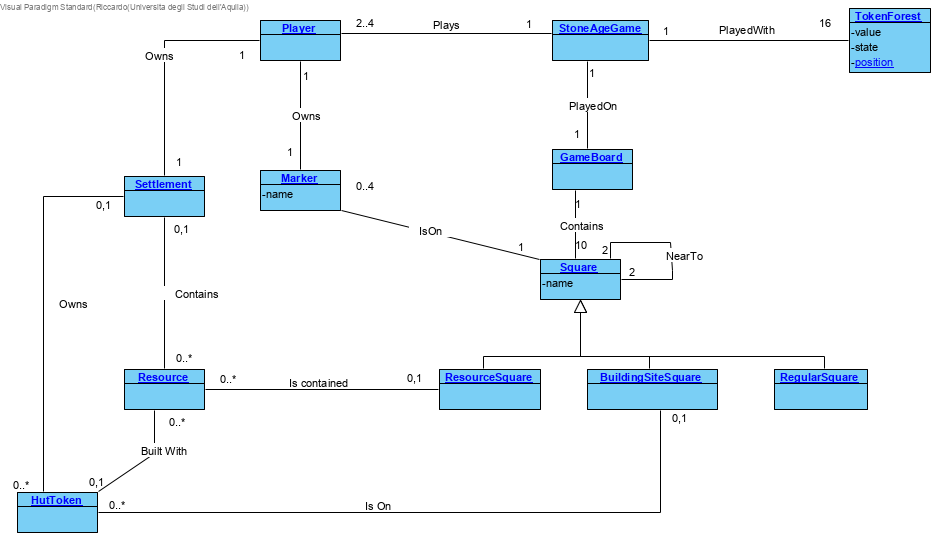 Visual Paradigm Standard(Riccardo(Universita degli Studi dell'Aquila))
Player
2..4
Plays
1
StoneAgeGame
1
PlayedWith
16
TokenForest
-value
-state
-position
Owns
1
1
Owns
1
1
PlayedOn
1
GameBoard
1
Settlement
0,1
0,1
Marker
-name
0..4
IsOn
1
1
Contains
10
2
NearTo
2
Square
-name
Owns
Contains
0..*
Resource
0..*
Is contained
0,1
ResourceSquare
BuildingSiteSquare
RegularSquare
0..*
0,1
Built With
0,1
0..*
HutToken
0..*
Is On